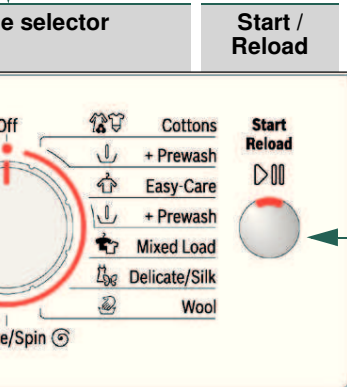 e selector
Start /
Reload
Off
Cottons
+ Prewash
Easy-Care
+ Prewash
Mixed Load
Delicate/Silk
Wool
Start
Reload
e/Spin